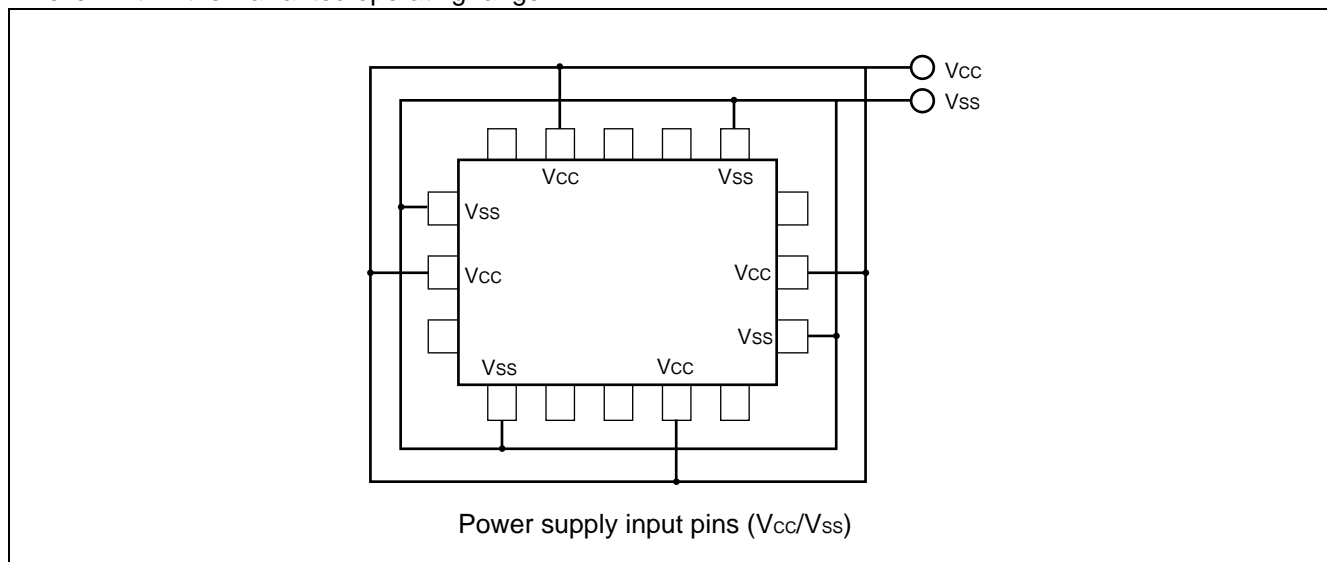 Vcc
Vss
Vcc Vss
Vss
Vcc Vcc
Vss
Vss Vcc
Power supply input pins (Vcc/Vss)